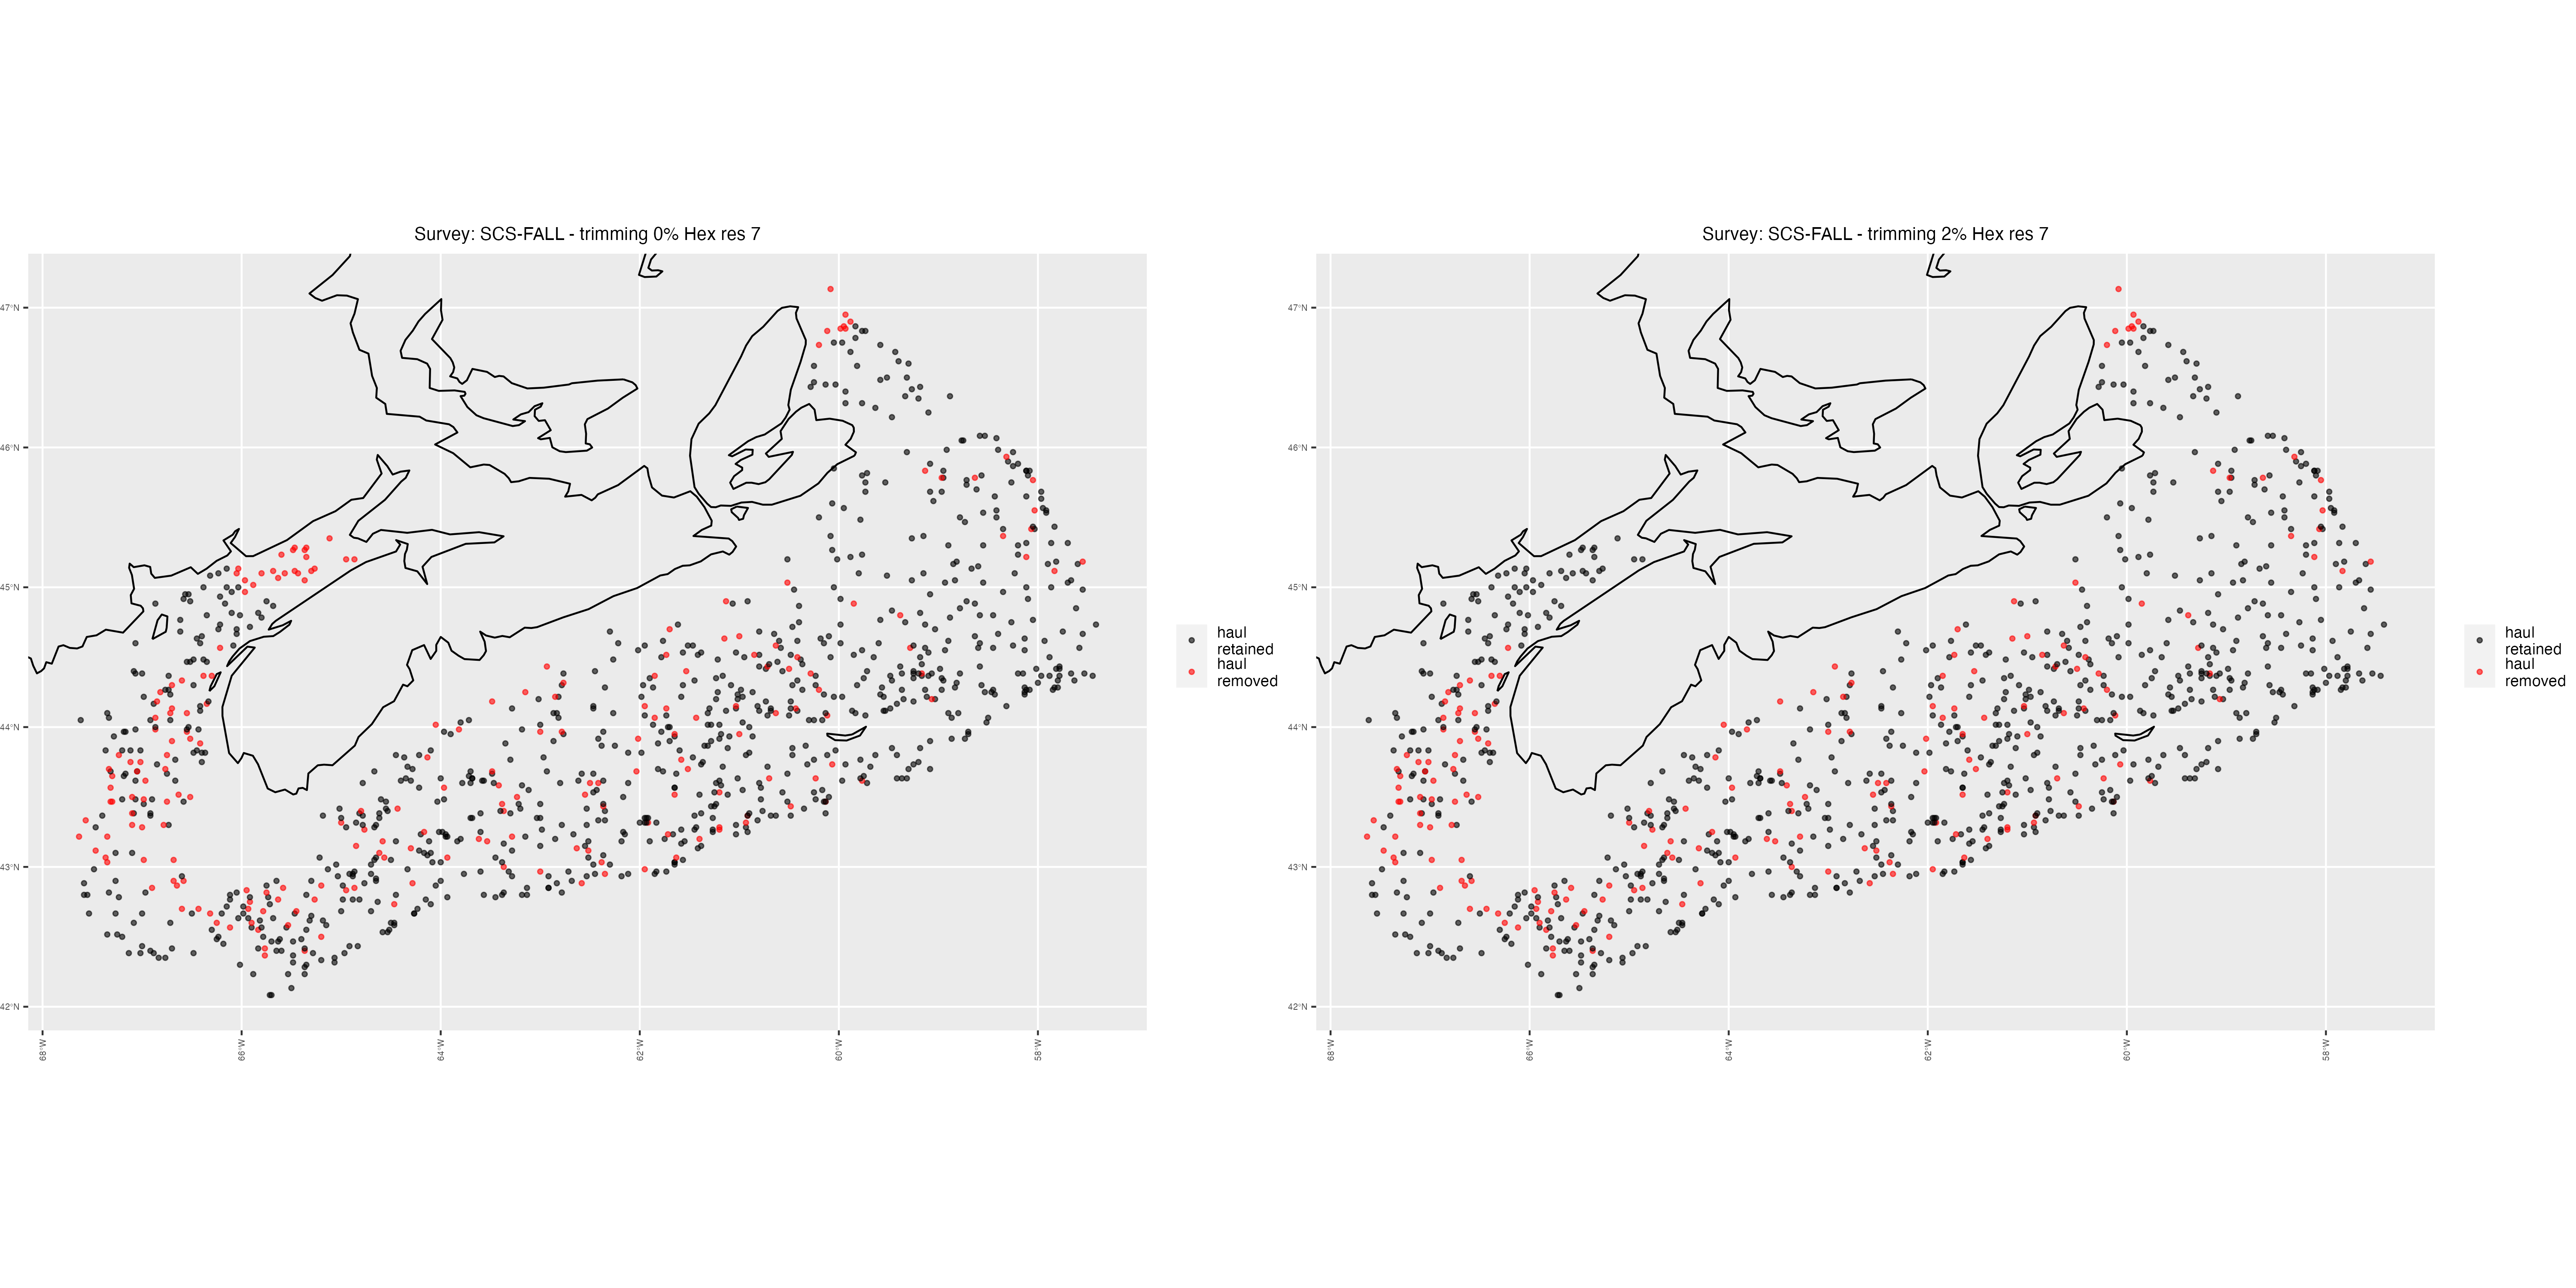 Survey: SCS-FALL - trimming 0% Hex res 7
47°N
46°N
45°N
44°N
43°N
42°N
68°W
66°W
64°W
62°W
60°W
58°W
haul
retained
haul
removed
Survey: SCS-FALL - trimming 2% Hex res 7
47°N
46°N
45°N
44°N
43°N
42°N
68°W
66°W
64°W
62°W
60°W
58°W
haul
retained
haul
removed